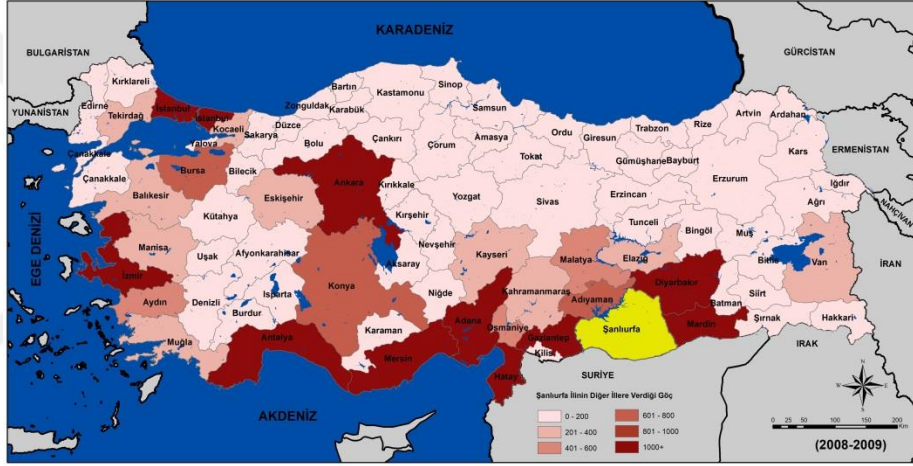 KARADENİZ
BULGARİSTAN
GÜRCİSTAN
YUNANİSTAN
ERMENİSTAN
NAHÇIVAN
İRAN
IRAK
SURİYE
AKDENİZ
EGE DENİZİ
Kırklareli
Edirne
Tekirdağ
İstanbul
İstanbul
Kocaeli
Yalova
Sakarya
Düzce
Zonguldak
Bartın
Karabük
Kastamonu
Sinop
Samsun
Ordu
Giresun
Trabzon
Rize
Artvin
Ardahan
Çanakkale
Çanakkale
Bursa
Bilecik
Bolu
Çankırı
Çorum
Amasya
Tokat
Gümüşhane
Bayburt
Kars
Balıkesir
Kütahya
Eskişehir
Ankara
Kırıkkale
Yozgat
Sivas
Erzincan
Erzurum
Iğdır
Ağrı
Manisa
Uşak
Afyonkarahisar
Kırşehir
Nevşehir
Aksaray
Kayseri
Malatya
Tunceli
Elazığ
Bingöl
Muş
Bitlis
Van
İzmir
Aydın
Denizli
Isparta
Burdur
Konya
Niğde
Kahramanmaraş
Adıyaman
Diyarbakır
Batman
Siirt
Muğla
Antalya
Karaman
Mersin
Adana
Osmaniye
Gaziantep
Kilis
Hatay
Şanlıurfa
Mardin
Şırnak
Hakkari
Şanlıurfa İlinin Diğer İllere Verdiği Göç
0 - 200
201 - 400
401 - 600
601 - 800
801 - 1000
1000+
N
W
E
S
0 25 50 100 150 200
Km
(2008-2009)